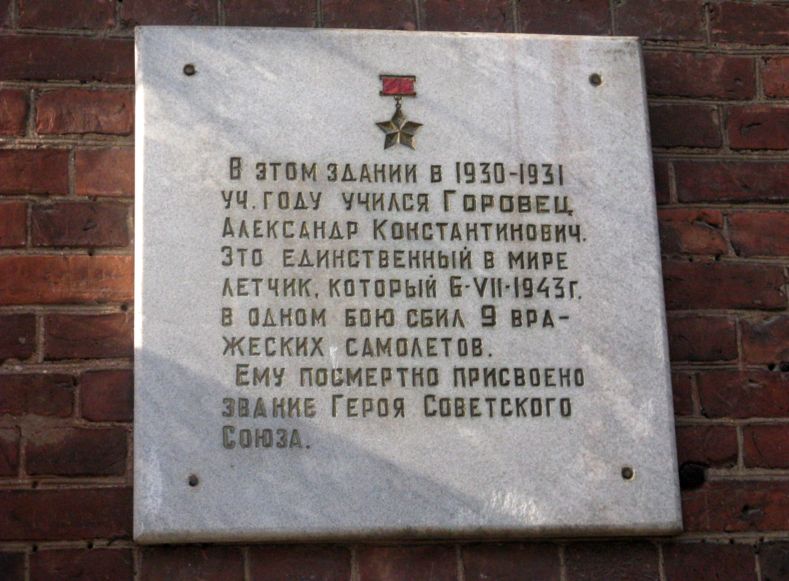 В этом здании в 1930-1931
уч. году учился Горовец
Александр Константинович.
Это единственный в мире
летчик, который 6-VII-1943г.
в одном бою сбил 9 вра-
жеских самолетов.
Ему посмертно присвоено
звание Героя Советского
Союза.